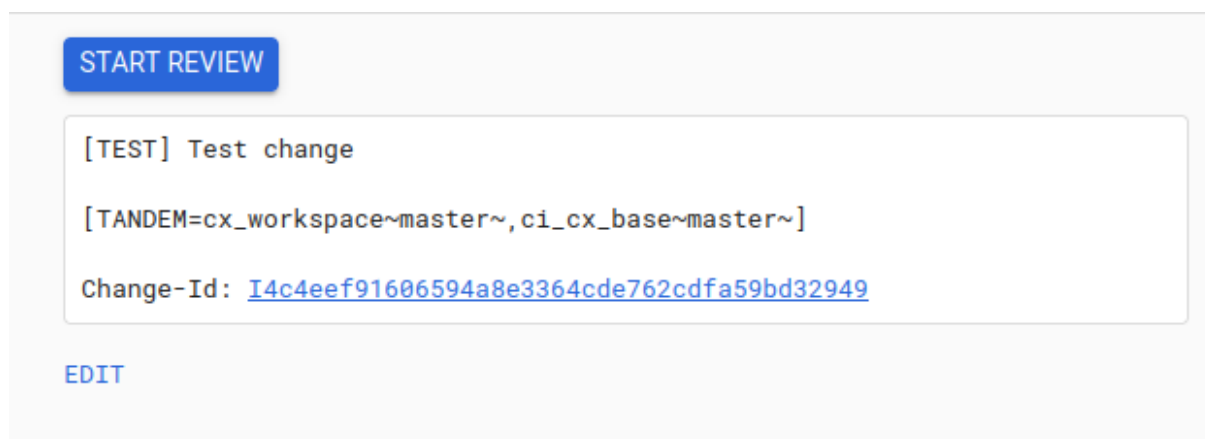 START REVIEW
[TEST] Test change
[TANDEM=cx_workspace~master~,ci_cx_base~master~]
Change-Id: I4c4eef91606594a8e3364cde762cdfa59bd32949
EDIT